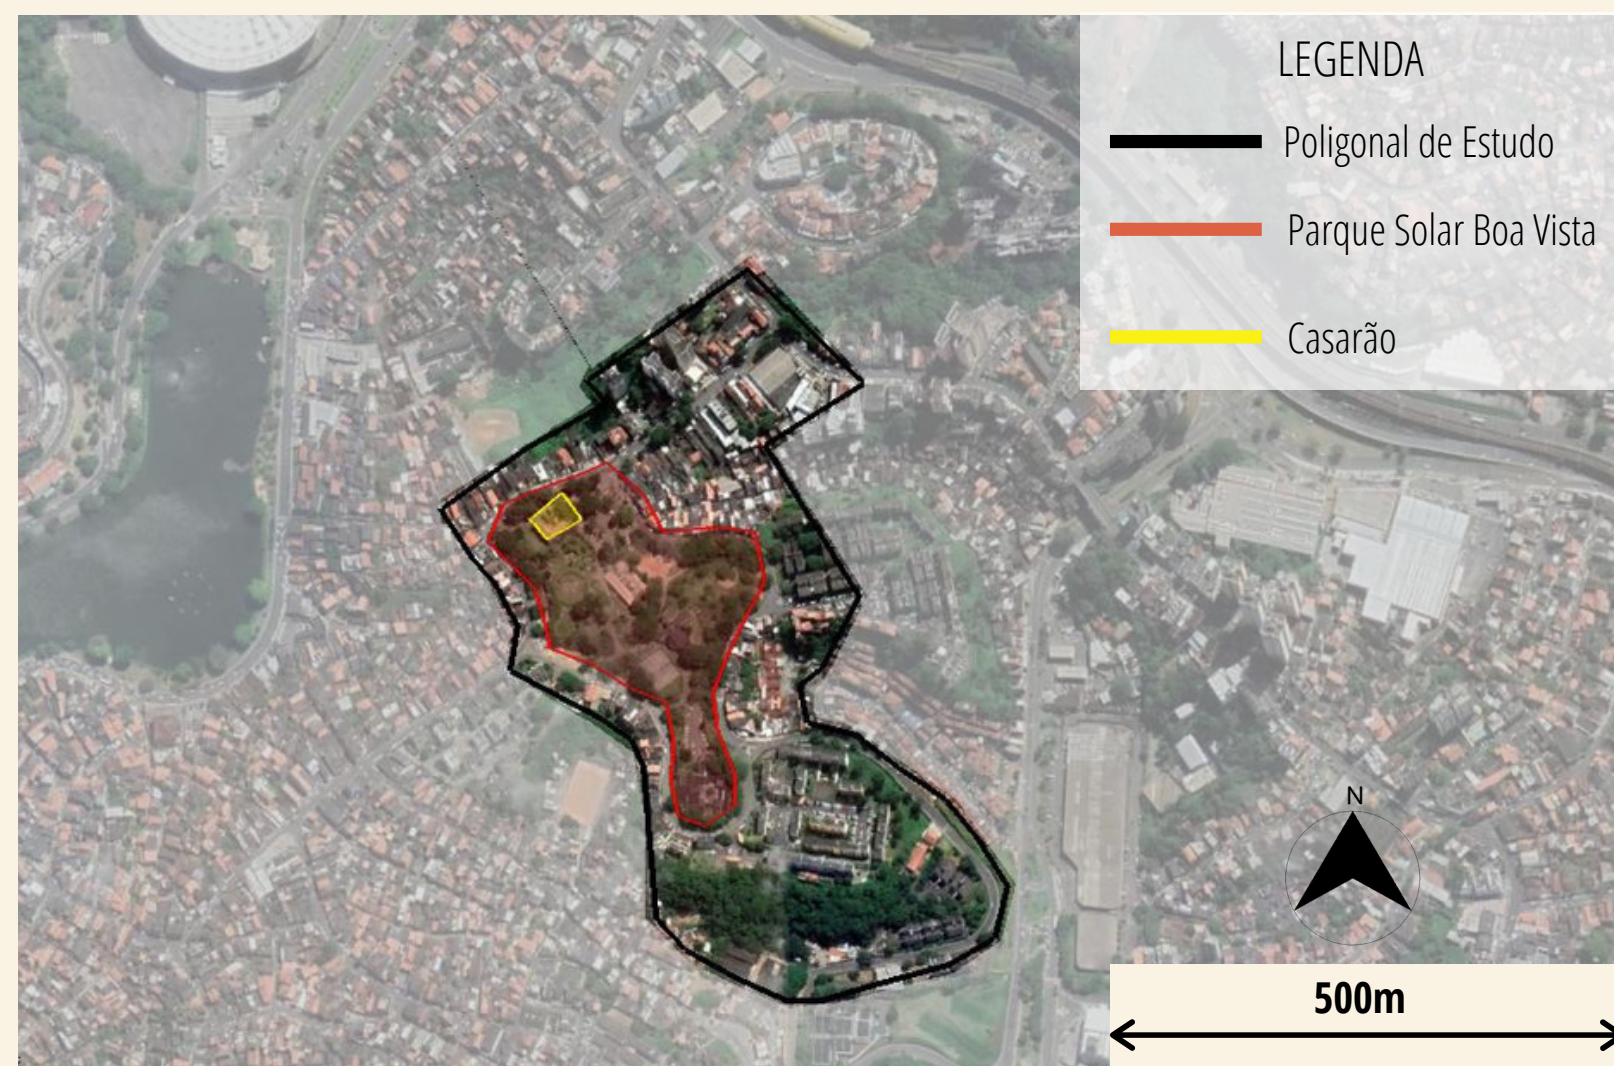 LEGENDA
Poligonal de Estudo
Parque Solar Boa Vista
Casarão
N
500m